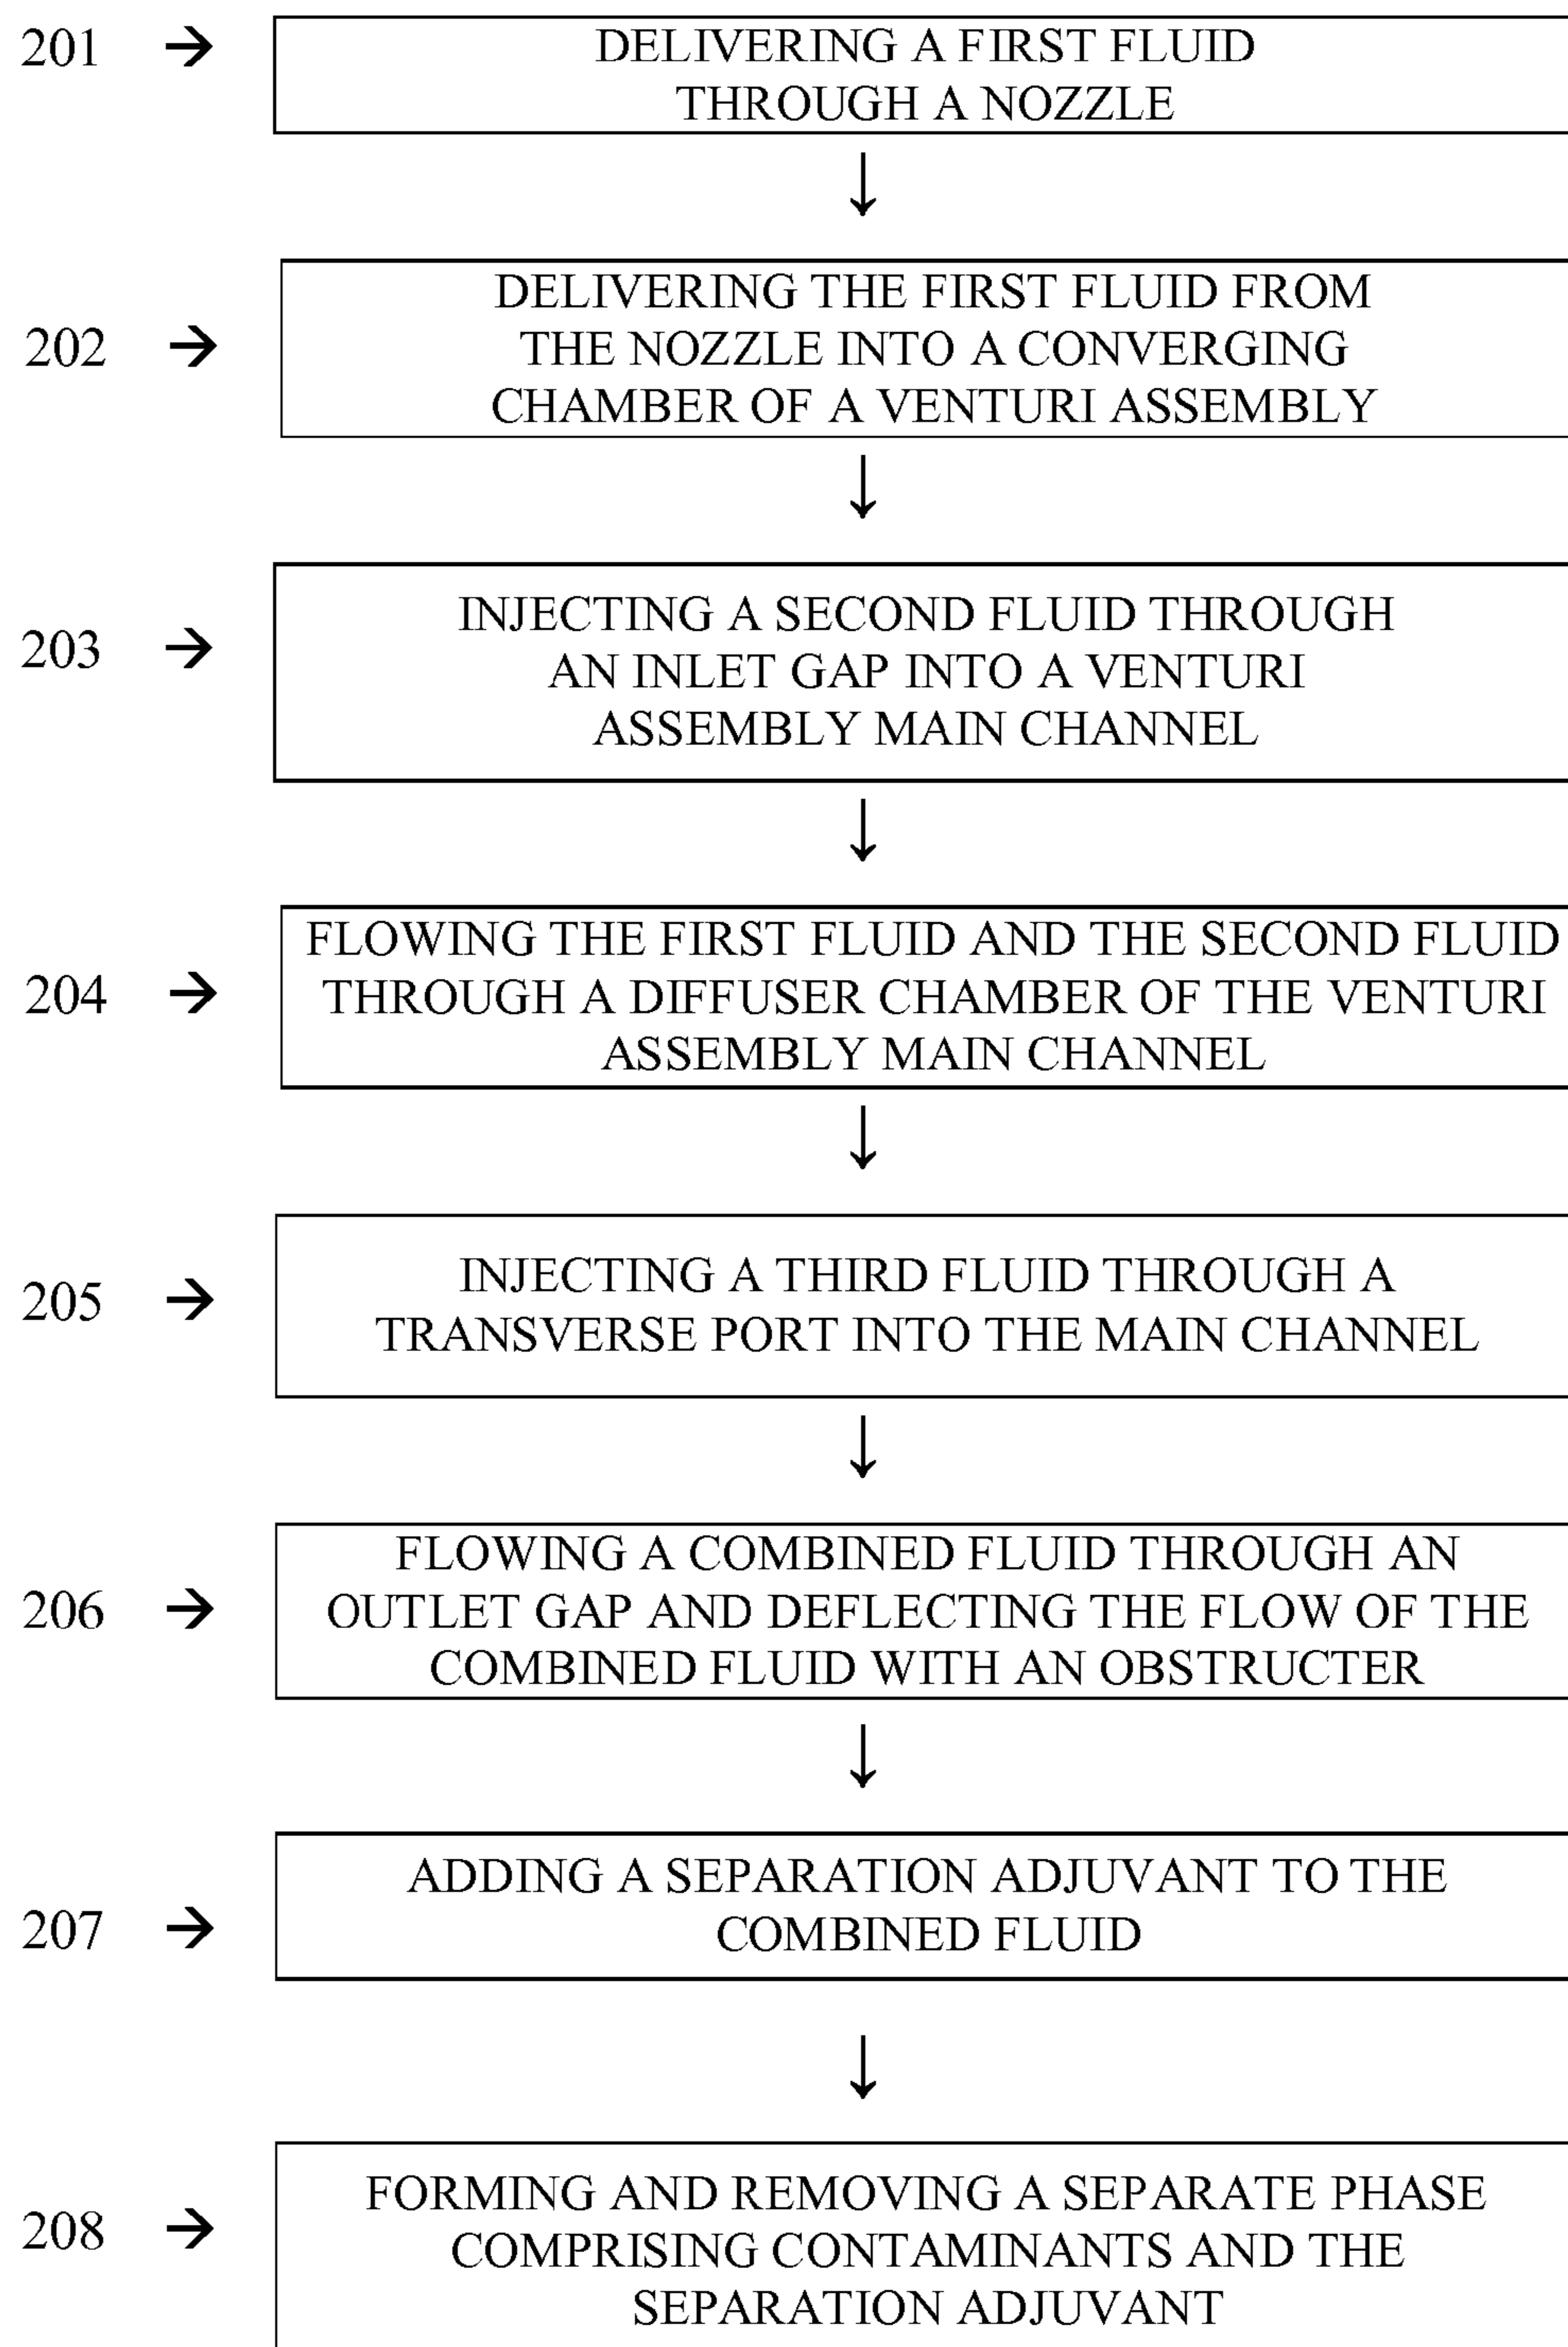 201 → DELIVERING A FIRST FLUID
THROUGH A NOZZLE
↓
DELIVERING THE FIRST FLUID FROM
202 → THE NOZZLE INTO A CONVERGING
CHAMBER OF A VENTURI ASSEMBLY
↓
INJECTING A SECOND FLUID THROUGH
203 → AN INLET GAP INTO A VENTURI
ASSEMBLY MAIN CHANNEL
↓
FLOWING THE FIRST FLUID AND THE SECOND FLUID
204 → THROUGH A DIFFUSER CHAMBER OF THE VENTURI
ASSEMBLY MAIN CHANNEL
↓
205 → INJECTING A THIRD FLUID THROUGH A
TRANSVERSE PORT INTO THE MAIN CHANNEL
↓
FLOWING A COMBINED FLUID THROUGH AN
206 → OUTLET GAP AND DEFLECTING THE FLOW OF THE
COMBINED FLUID WITH AN OBSTRUCTER
↓
ADDING A SEPARATION ADJUVANT TO THE
207 → COMBINED FLUID
↓
FORMING AND REMOVING A SEPARATE PHASE
208 → COMPRISING CONTAMINANTS AND THE
SEPARATION ADJUVANT